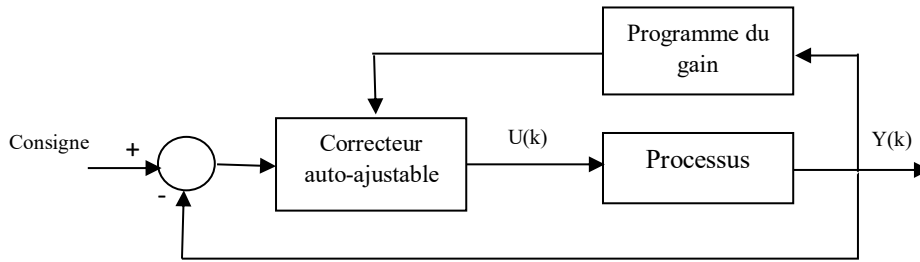 Programme du
gain
Consigne
+
-
Correcteur
auto-ajustable
U(k)
Processus
Y(k)